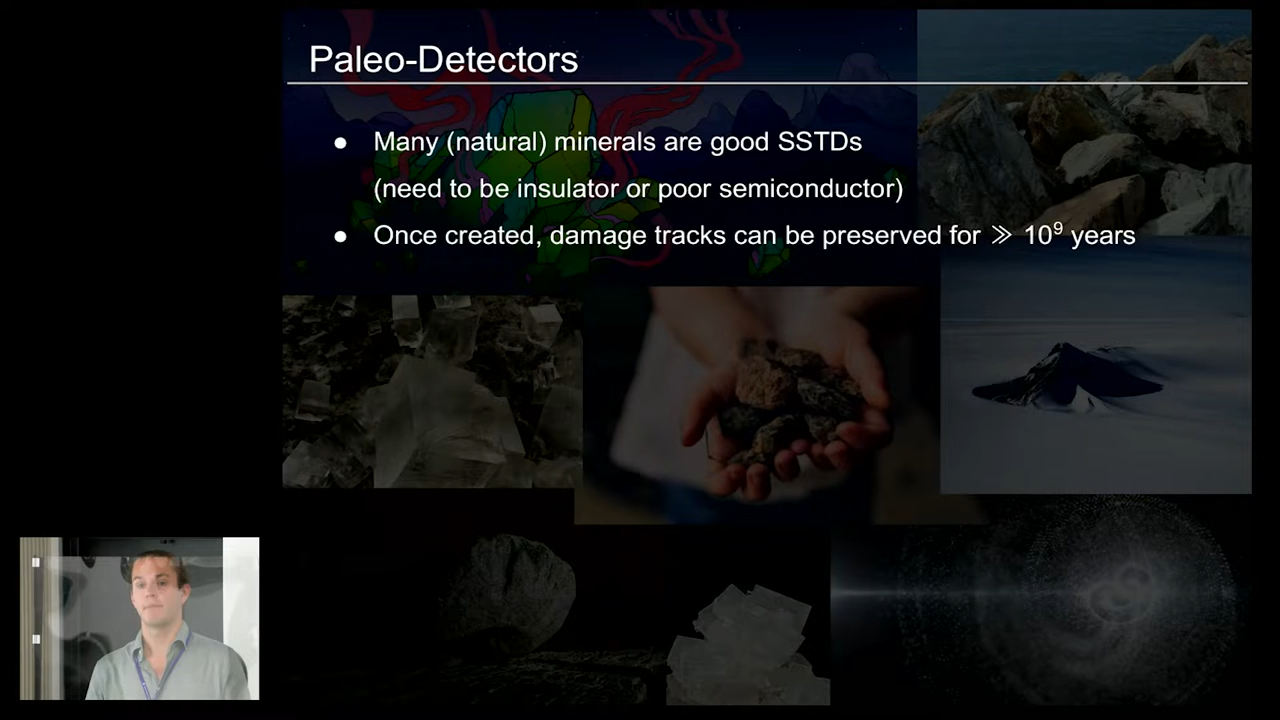 Paleo-Detectors
● Many (natural) minerals are good SSTDs
(need to be insulator or poor semiconductor)
● Once created, damage tracks can be preserved for ≫ 10⁹ years